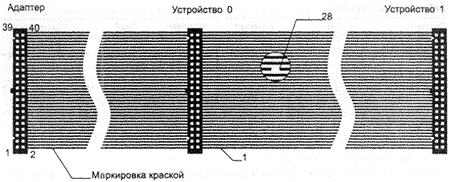 Адаптер
Устройство 0
Устройство 1
39 40
28
1 2
1
Маркировка краской